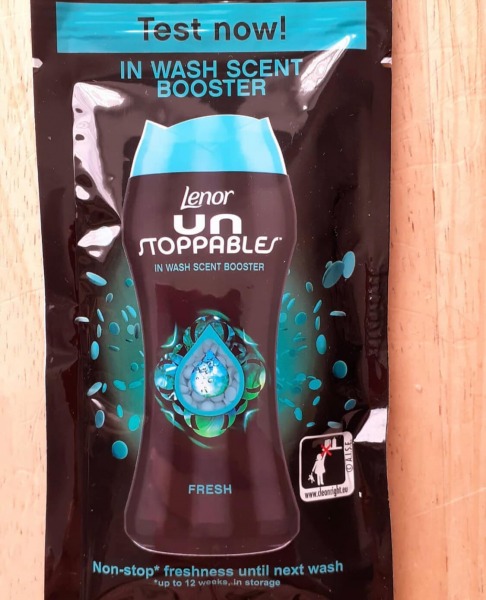 Test now!
IN WASH SCENT
BOOSTER
Lenor
UN
STOPPABLES™
IN WASH SCENT BOOSTER
FRESH
© A.I.S.E.
www.cleanright.eu
Non-stop* freshness until next wash
*up to 12 weeks, in storage